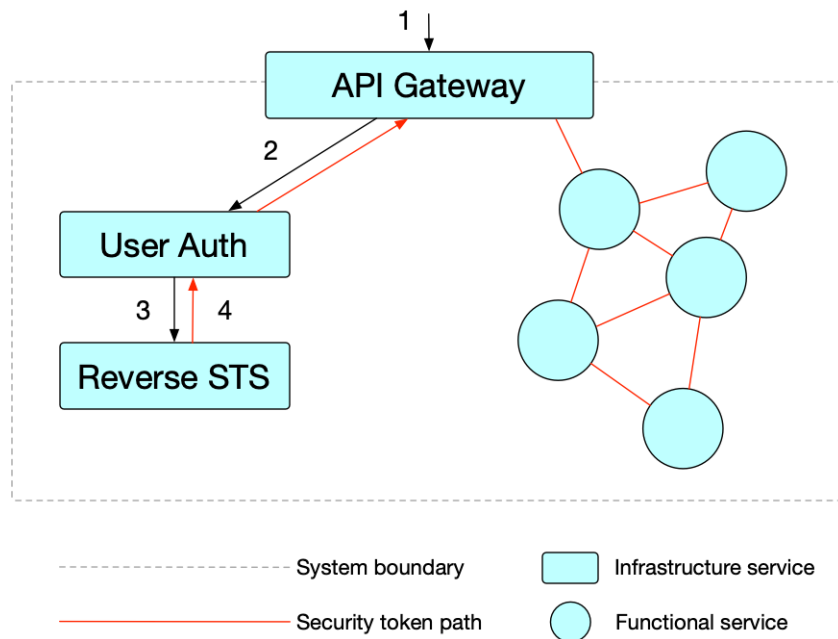 1
API Gateway
2
User Auth
3
4
Reverse STS
System boundary
Infrastructure service
Security token path
Functional service